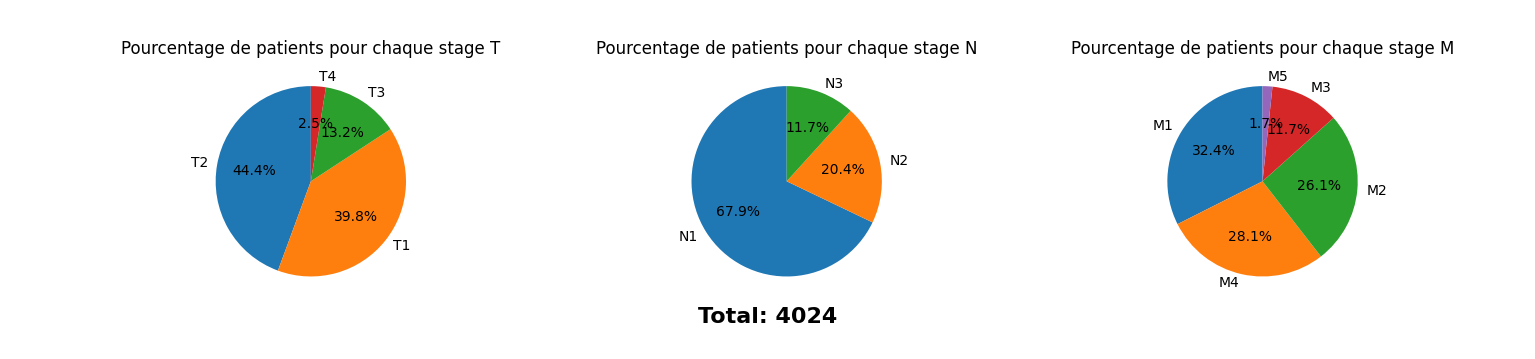 Pourcentage de patients pour chaque stage T
T4
T3
2.5%
13.2%
T2
44.4%
39.8%
T1
Pourcentage de patients pour chaque stage N
N3
11.7%
N2
20.4%
67.9%
N1
Pourcentage de patients pour chaque stage M
M5
M3
M1
1.7%
11.7%
32.4%
26.1%
M2
28.1%
M4
Total: 4024